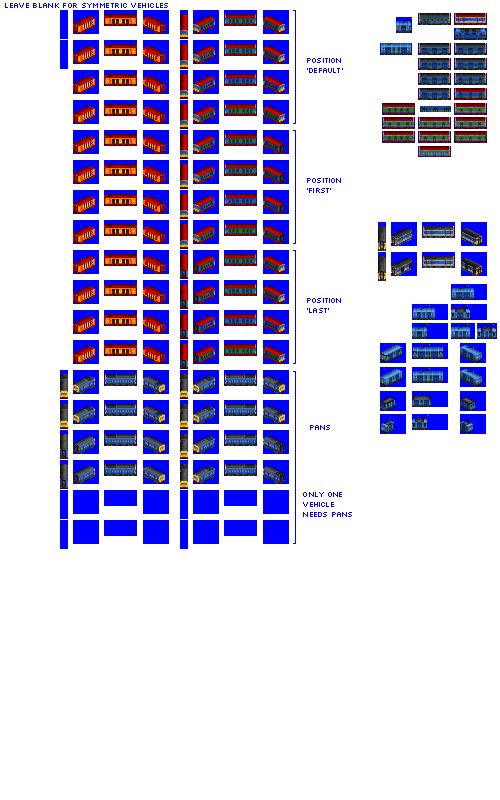 LEAVE BLANK FOR SYMMETRIC VEHICLES
POSITION
'DEFAULT'
POSITION
'FIRST'
POSITION
'LAST'
PANS
ONLY ONE
VEHICLE
NEEDS PANS